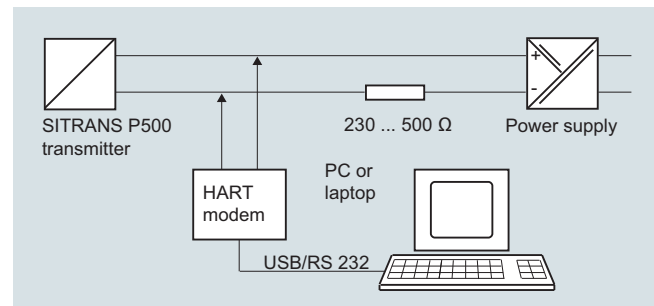 +
-
SITRANS P500
transmitter
230 ... 500 Ω
Power supply
PC or
laptop
HART
modem
USB/RS 232